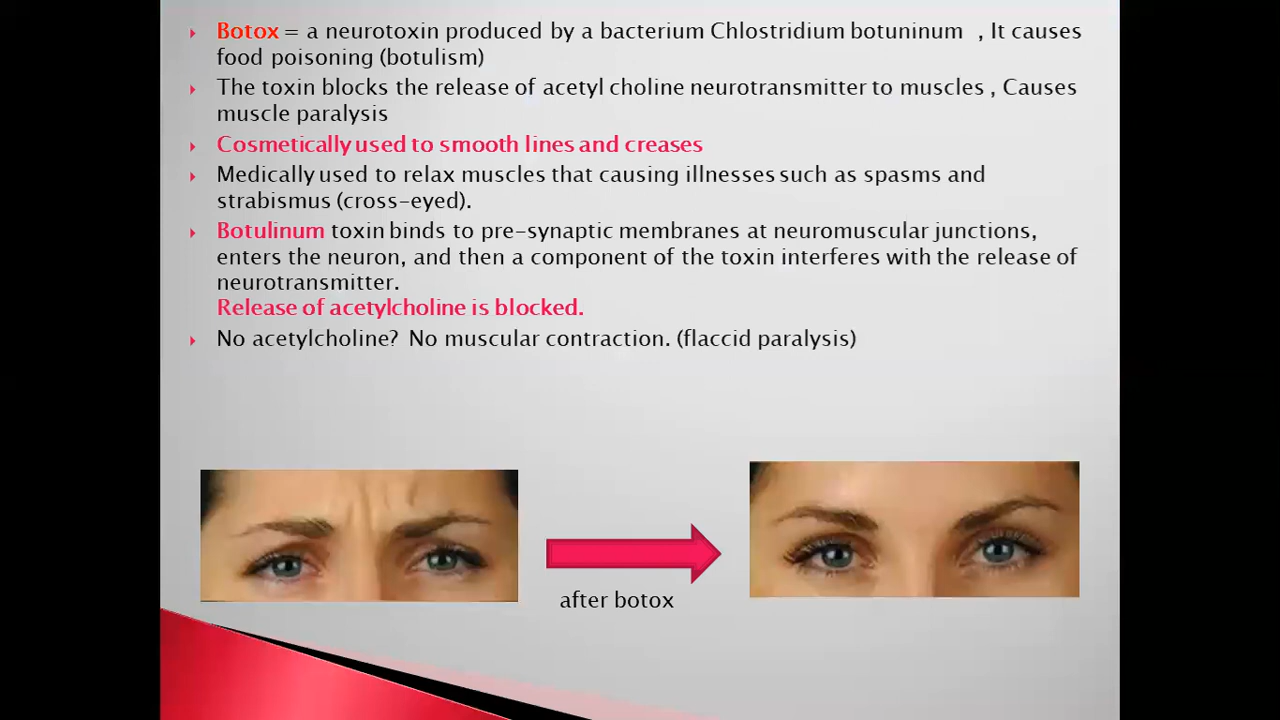 Botox = a neurotoxin produced by a bacterium Chlostridium botuninum , It causes
food poisoning (botulism)
The toxin blocks the release of acetyl choline neurotransmitter to muscles , Causes
muscle paralysis
Cosmetically used to smooth lines and creases
Medically used to relax muscles that causing illnesses such as spasms and
strabismus (cross-eyed).
Botulinum toxin binds to pre-synaptic membranes at neuromuscular junctions,
enters the neuron, and then a component of the toxin interferes with the release of
neurotransmitter.
Release of acetylcholine is blocked.
No acetylcholine? No muscular contraction. (flaccid paralysis)
after botox